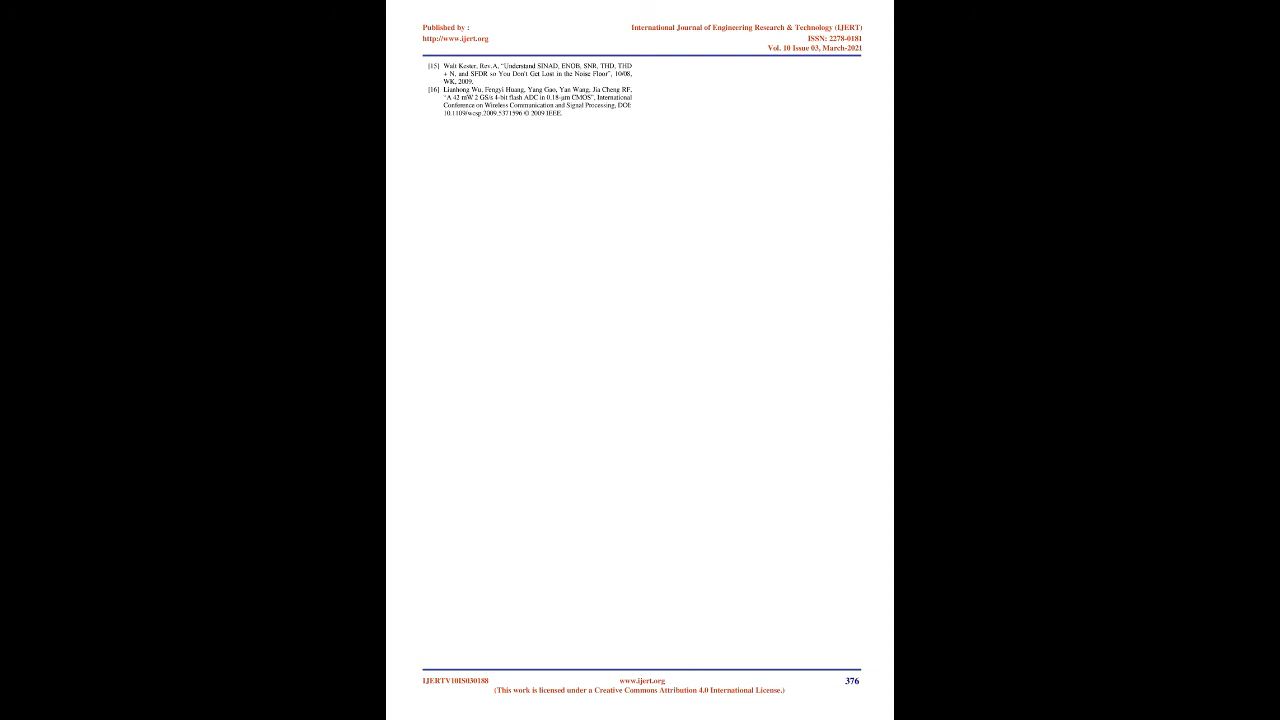 Published by :
http://www.ijert.org
International Journal of Engineering Research & Technology (IJERT)
ISSN: 2278-0181
Vol. 10 Issue 03, March-2021
[15] Walt Kester, Rev.A, “Understand SINAD, ENOB, SNR, THD, THD
+ N, and SFDR so You Don't Get Lost in the Noise Floor”, 10/08,
WK, 2009.
[16] Lianhong Wu, Fengyi Huang, Yang Gao, Yan Wang, Jia Cheng RF,
“A 42 mW 2 GS/s 4-bit flash ADC in 0.18-μm CMOS”, International
Conference on Wireless Communication and Signal Processing, DOI:
10.1109/wcsp.2009.5371596 © 2009 IEEE.
IJERTV10IS030188
www.ijert.org
376
(This work is licensed under a Creative Commons Attribution 4.0 International License.)